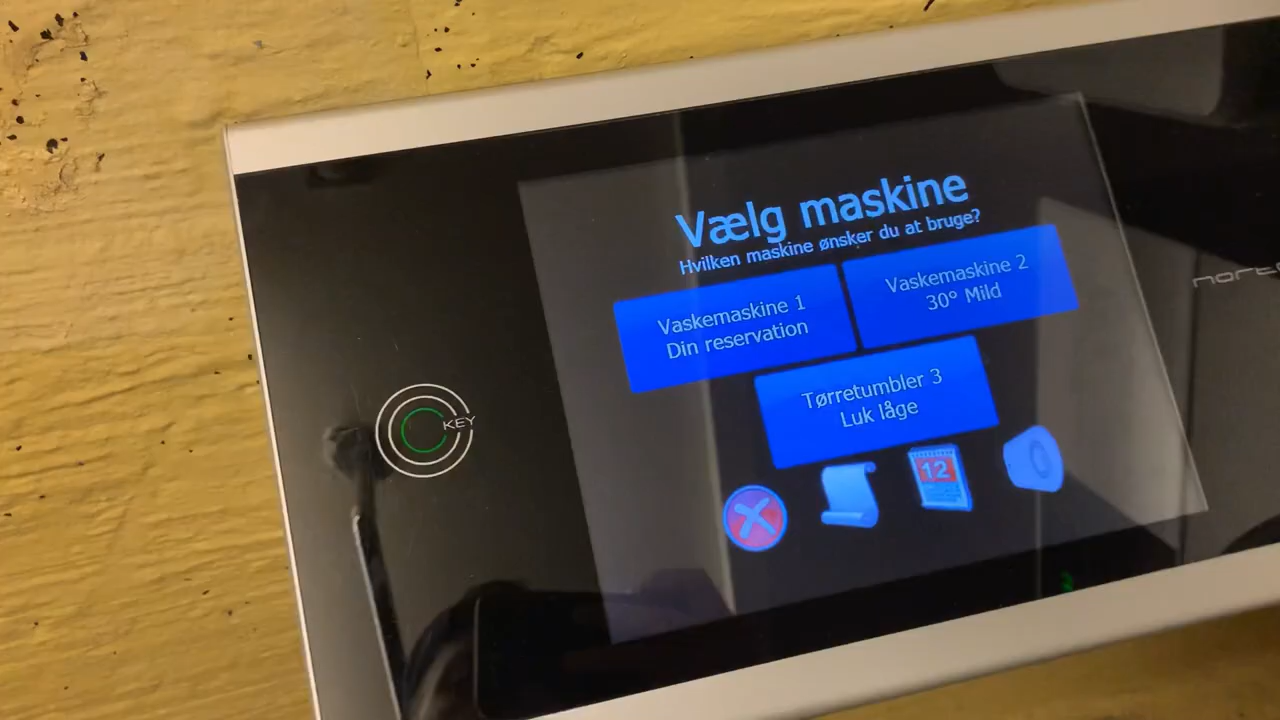 Vælg maskine
Hvilken maskine ønsker du at bruge?
Vaskemaskine 1
Din reservation
Vaskemaskine 2
30° Mild
Tørretumbler 3
Luk låge
12
KEY